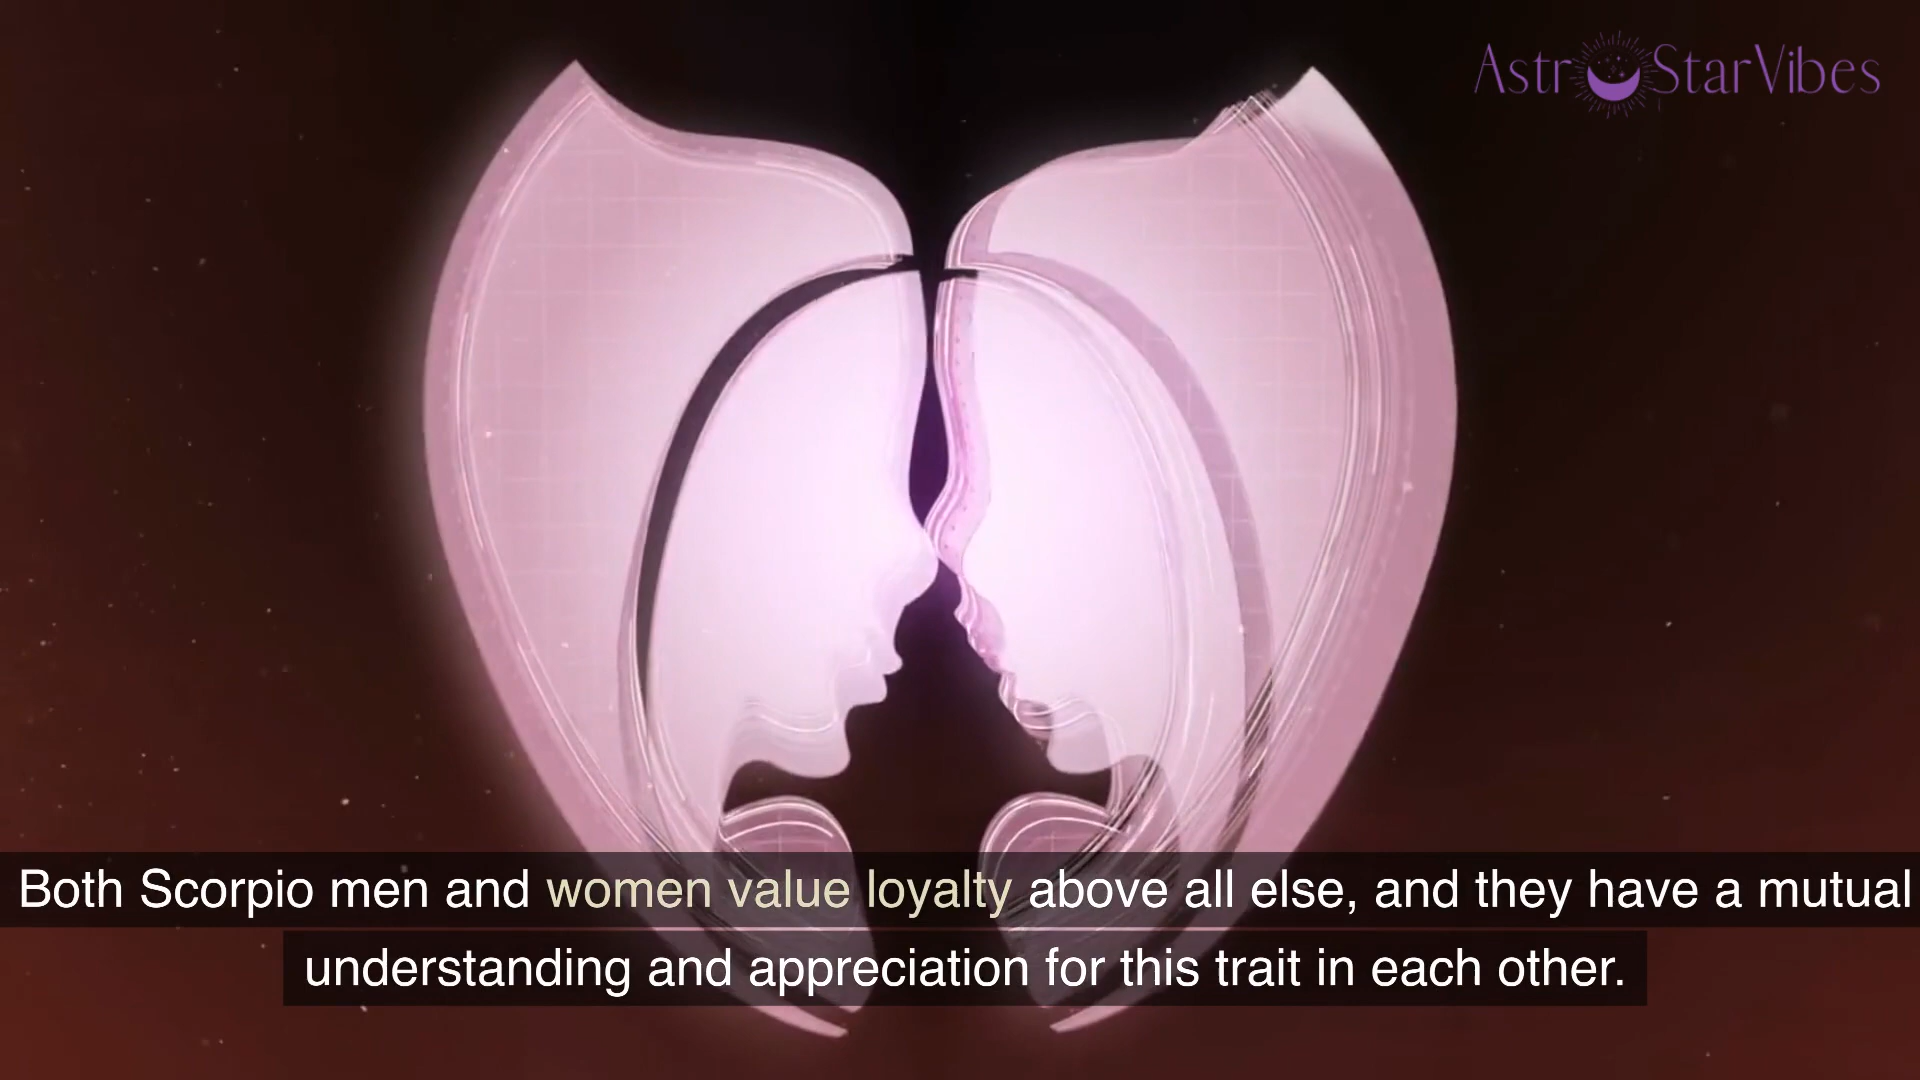 AstroStarVibes
Both Scorpio men and women value loyalty above all else, and they have a mutual
understanding and appreciation for this trait in each other.